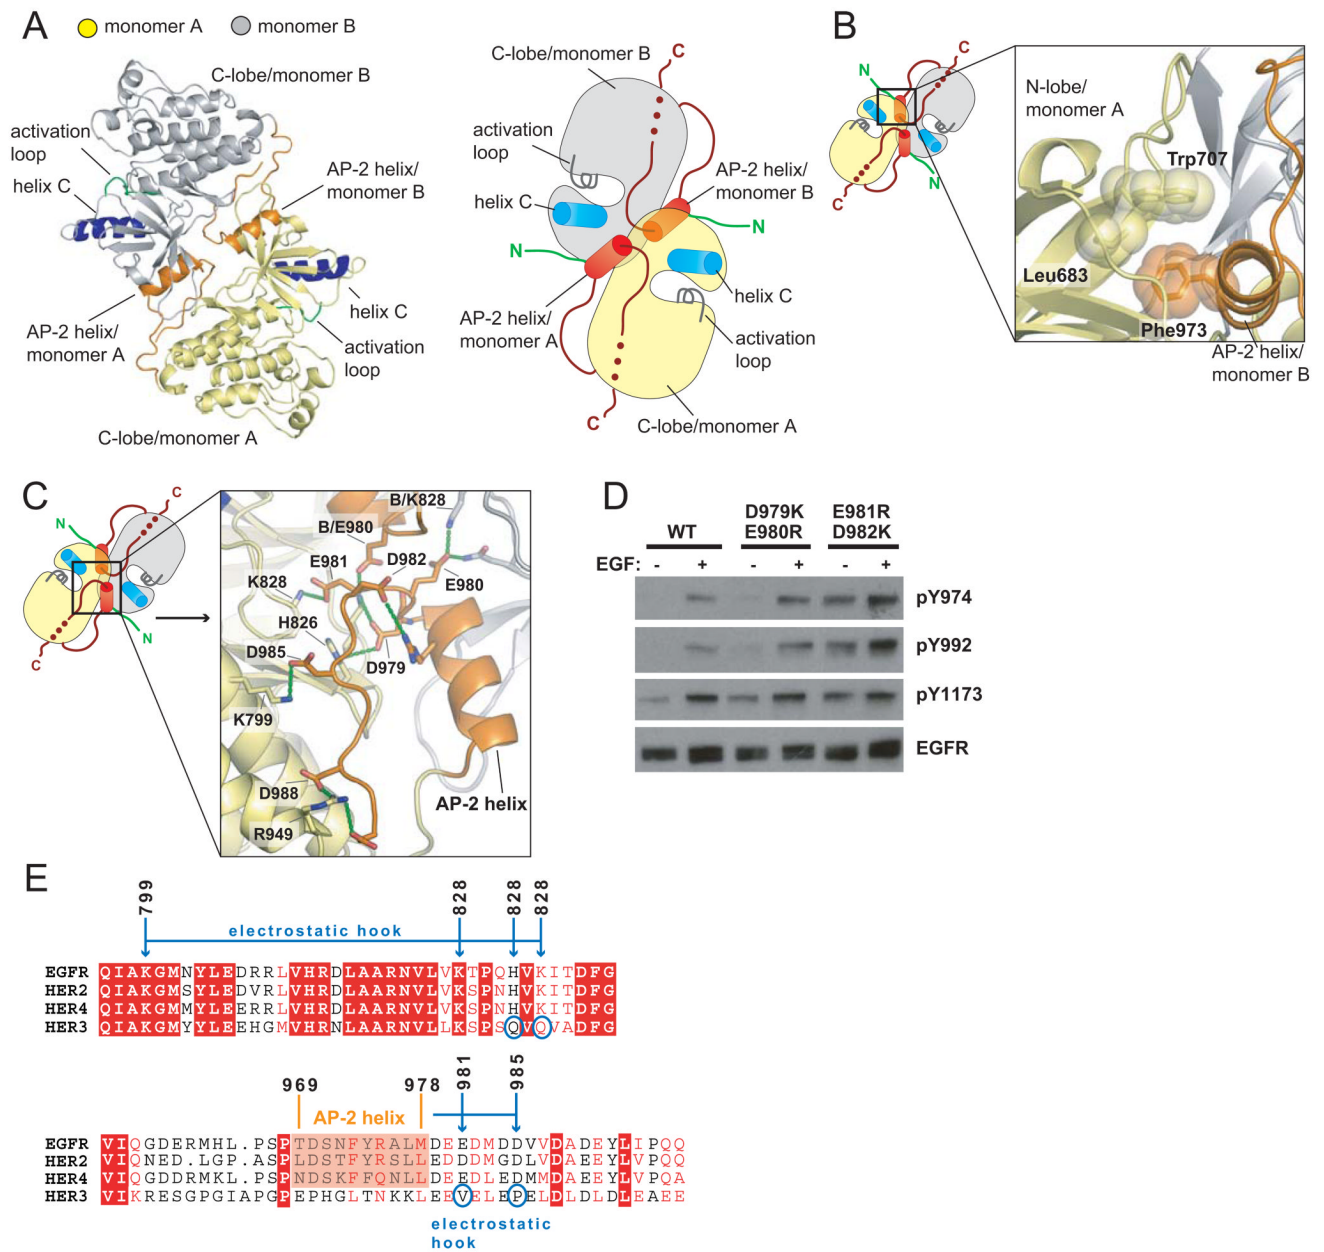 A
monomer A
monomer B
C-lobe/monomer B
activation
loop
helix C
AP-2 helix/
monomer B
AP-2 helix/
monomer A
helix C
activation
loop
C-lobe/monomer A
C-lobe/monomer B
C
activation
loop
helix C
AP-2 helix/
monomer B
N
N
AP-2 helix/
monomer A
helix C
activation
loop
C
C-lobe/monomer A
B
C
N
N
C
N-lobe/
monomer A
Trp707
Leu683
Phe973
AP-2 helix/
monomer B
C
C
N
N
C
B/K828
B/E980
E981
D982
K828
E980
H826
D985
D979
K799
D988
R949
AP-2 helix
D
WT
D979K
E980R
E981R
D982K
EGF: - + - + - +
pY974
pY992
pY1173
EGFR
E
799 828 828 828
electrostatic hook
EGFR QIAKGMNYLEDRRLVHRDLAARNVLVKTPQHVKITDFG
HER2 QIAKGMSYLEDVRLVHRDLAARNVLVKSPNHVKITDFG
HER4 QIAKGMMYLEERRLVHRDLAARNVLVKSPNHVKITDFG
HER3 QIAKGMYYLEEHGMVHRNLAARNVLLKSPSQVQVADFG
969 978 981 985
AP-2 helix
EGFR VIQGDERMHL.PSPTDSNFYRALMDEEDMDDVVDADEYLIPQQ
HER2 VIQNED.LGP.ASPLDSTFYRSLLEDDDMGDLVDAEEYLVPQQ
HER4 VIQGDDRMKL.PSPNDSKFFQNLLDEEDLEDMMDAEEYLVPQA
HER3 VIKRESGPGIAPGPEPHGLTNKKLEEVELEPELDLDLDLEAEE
electrostatic
hook